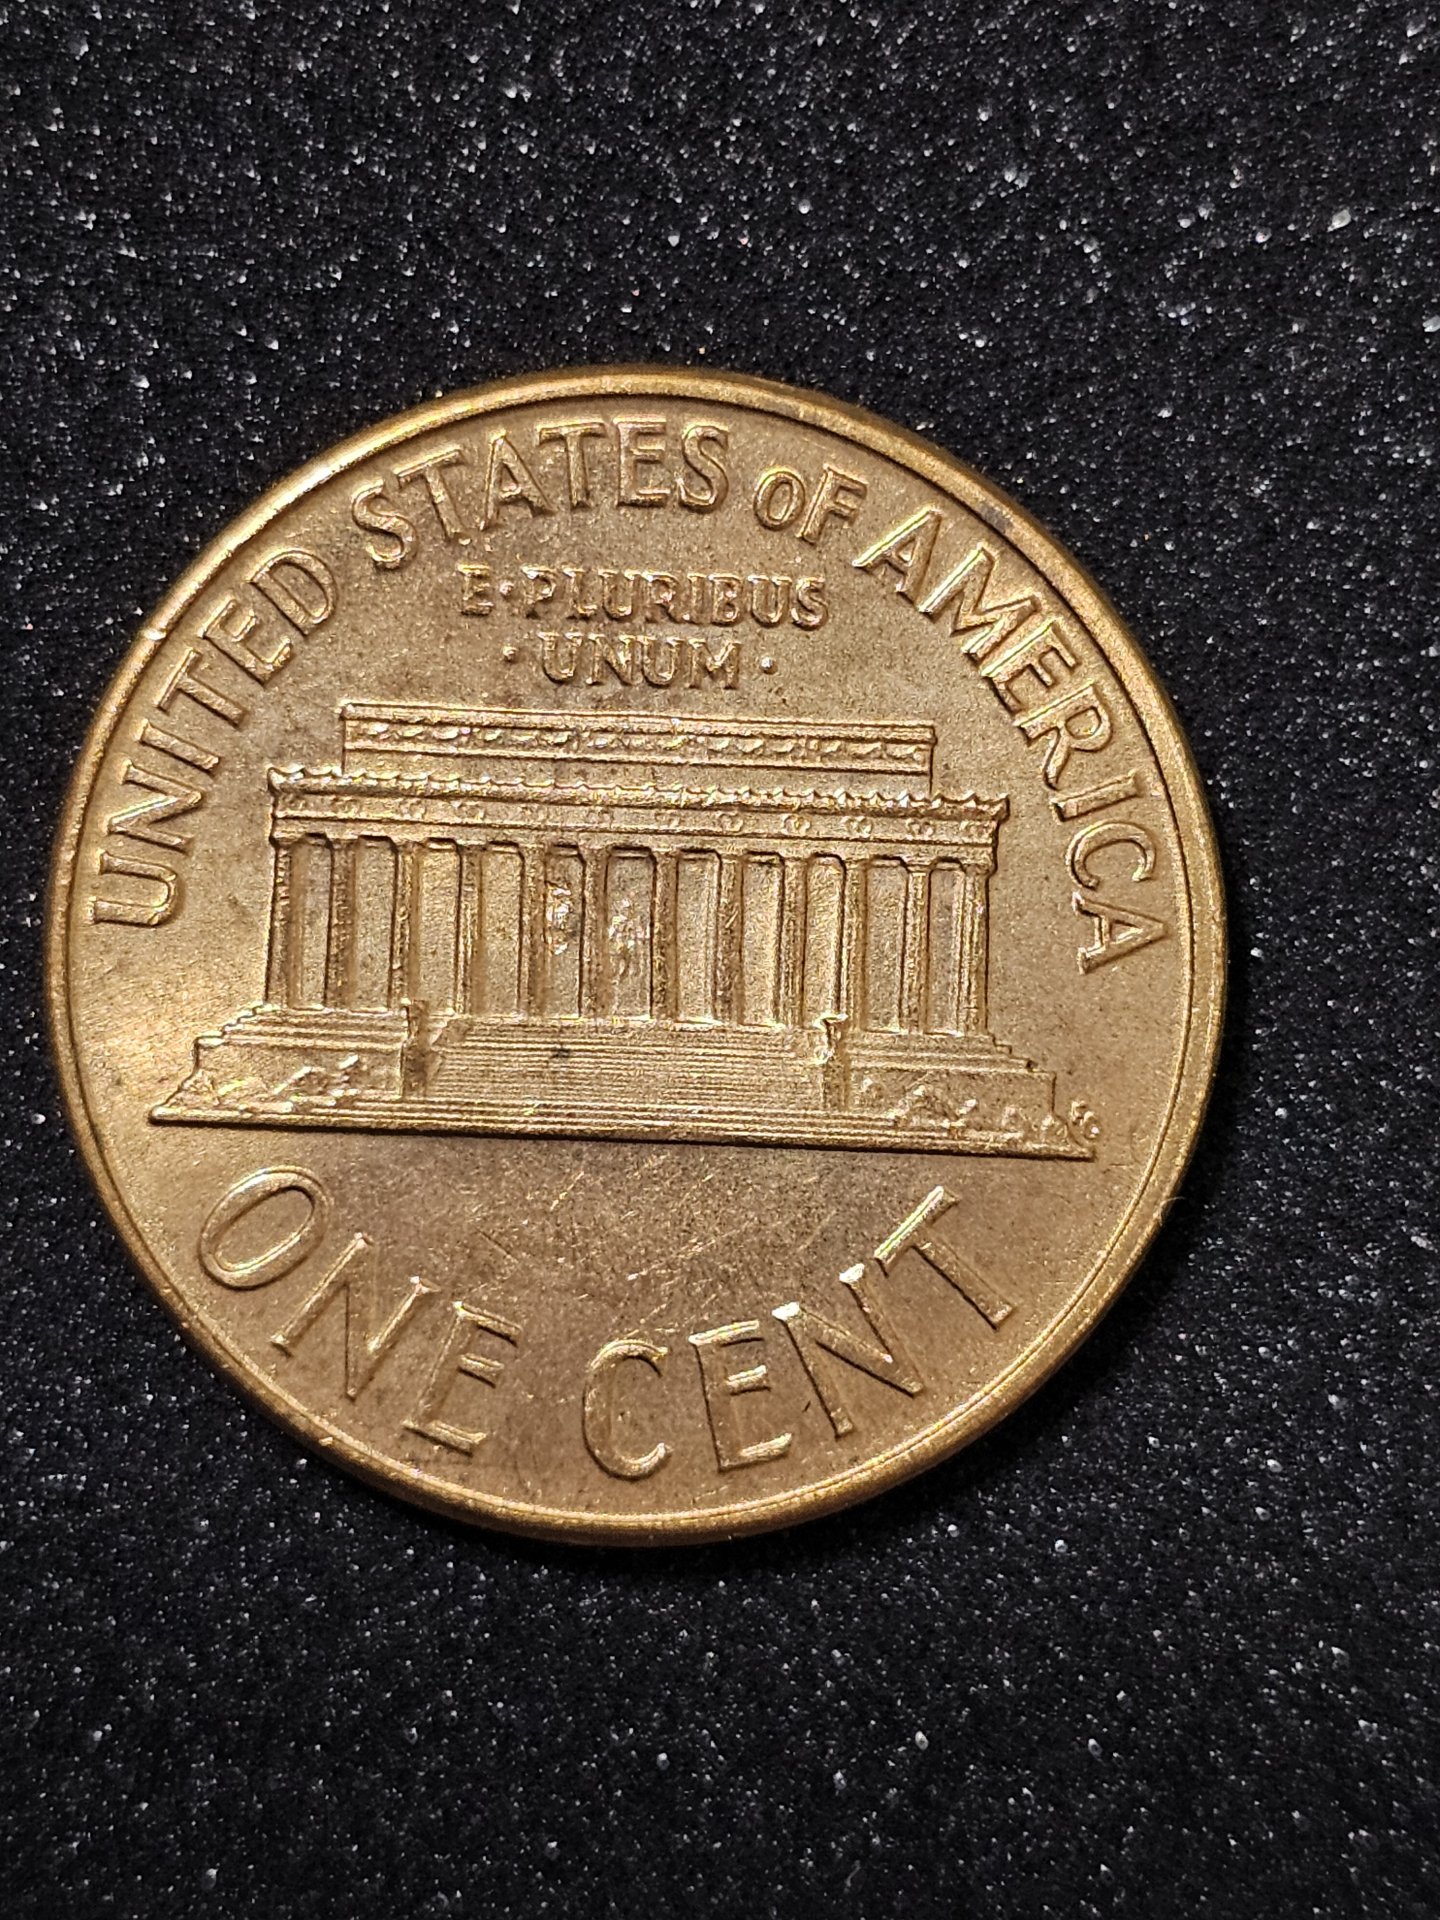 UNITED STATES OF AMERICA
E·PLURIBUS
·UNUM·
ONE CENT